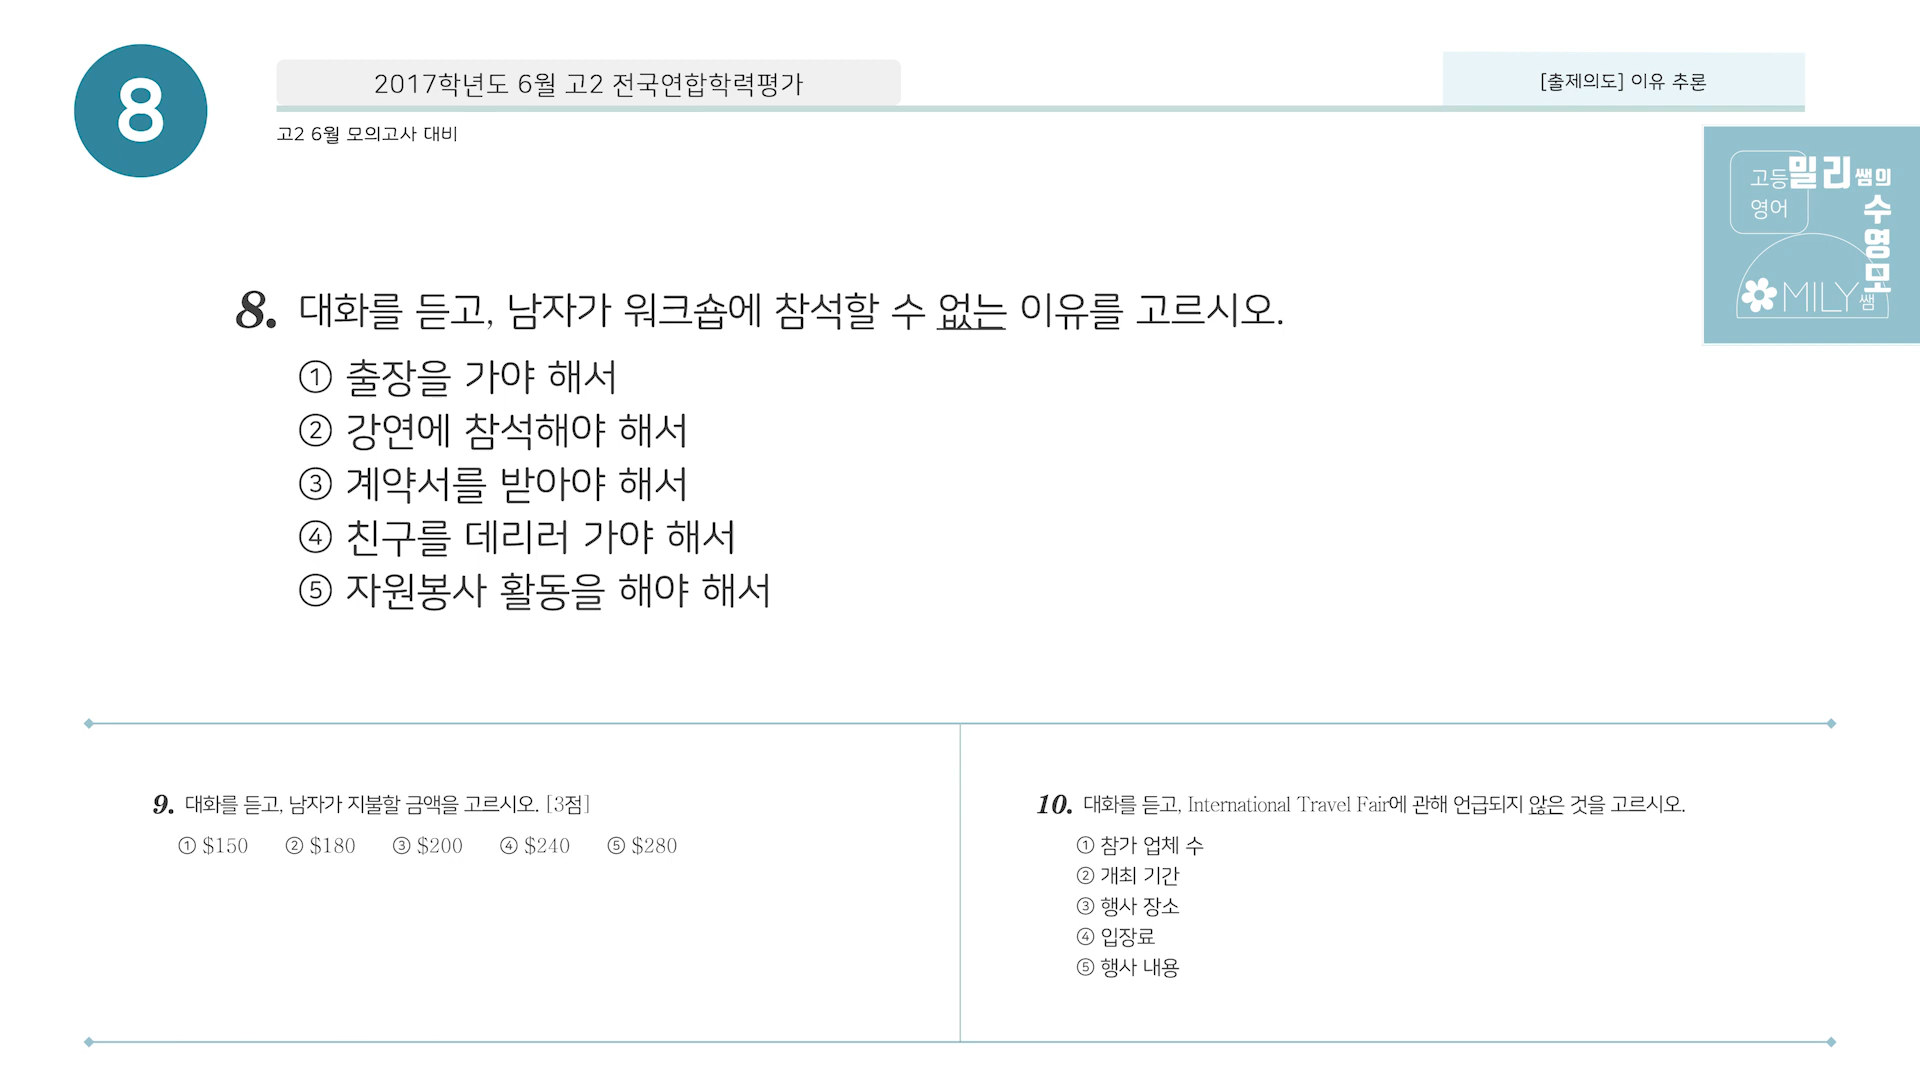 8
2017학년도 6월 고2 전국연합학력평가
[출제의도] 이유 추론
고2 6월 모의고사 대비
고등 밀리쌤의
영어
수영모
MILY쌤
8. 대화를 듣고, 남자가 워크숍에 참석할 수 없는 이유를 고르시오.
① 출장을 가야 해서
② 강연에 참석해야 해서
③ 계약서를 받아야 해서
④ 친구를 데리러 가야 해서
⑤ 자원봉사 활동을 해야 해서
9. 대화를 듣고, 남자가 지불할 금액을 고르시오. [3점]
① $150 ② $180 ③ $200 ④ $240 ⑤ $280
10. 대화를 듣고, International Travel Fair에 관해 언급되지 않은 것을 고르시오.
① 참가 업체 수
② 개최 기간
③ 행사 장소
④ 입장료
⑤ 행사 내용